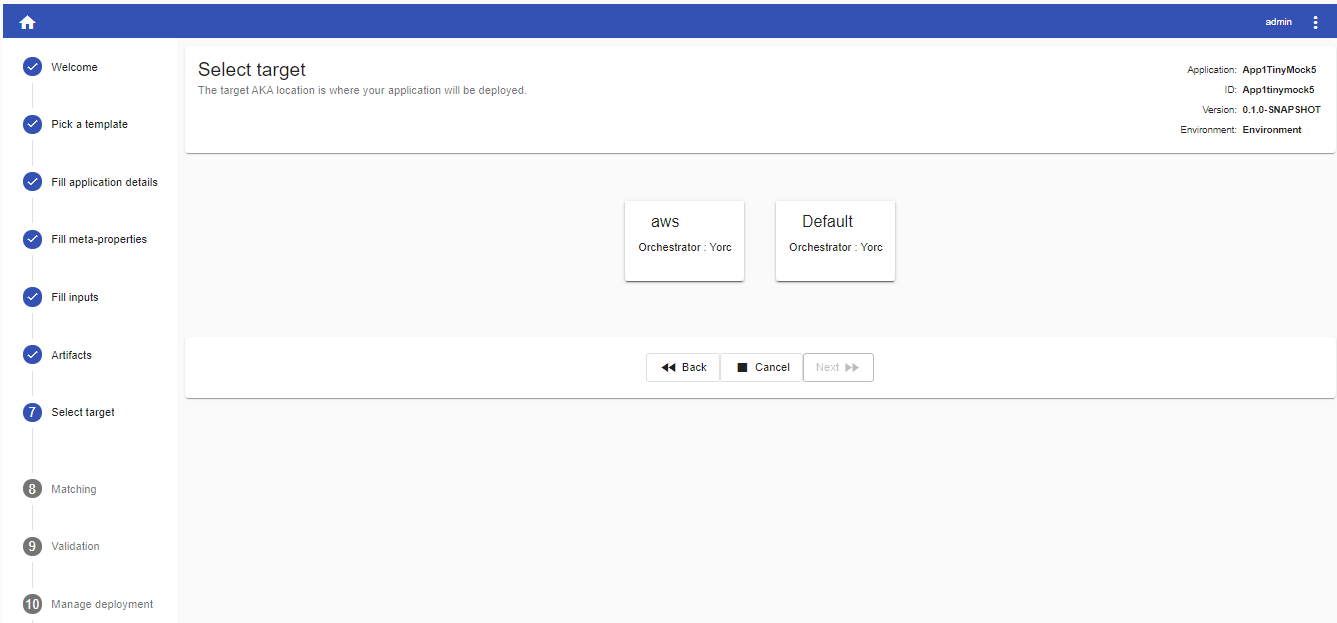 admin
Welcome
Pick a template
Fill application details
Fill meta-properties
Fill inputs
Artifacts
7 Select target
8 Matching
9 Validation
10 Manage deployment
Select target
The target AKA location is where your application will be deployed.
Application: App1TinyMock5
ID: App1tinymock5
Version: 0.1.0-SNAPSHOT
Environment: Environment
aws
Orchestrator : Yorc
Default
Orchestrator : Yorc
Back Cancel Next